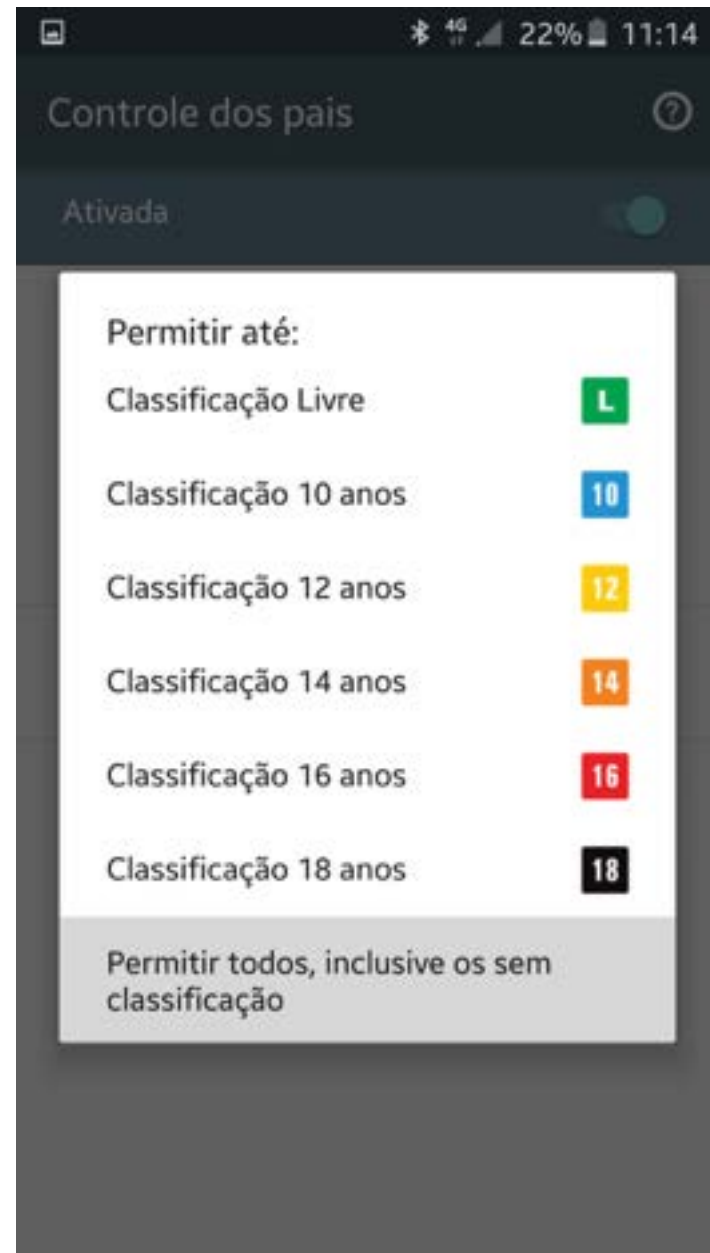 4G 22% 11:14
Controle dos pais ?
Ativada
Permitir até:
Classificação Livre L
Classificação 10 anos 10
Classificação 12 anos 12
Classificação 14 anos 14
Classificação 16 anos 16
Classificação 18 anos 18
Permitir todos, inclusive os sem
classificação